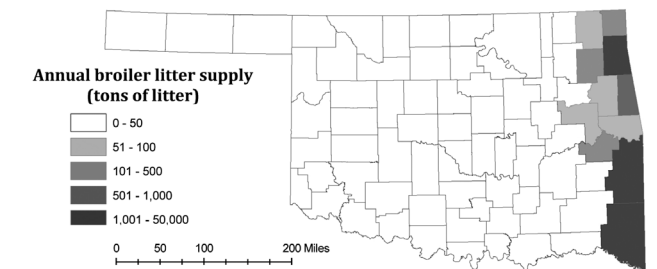 Annual broiler litter supply
(tons of litter)
0 - 50
51 - 100
101 - 500
501 - 1,000
1,001 - 50,000
0 50 100 200 Miles